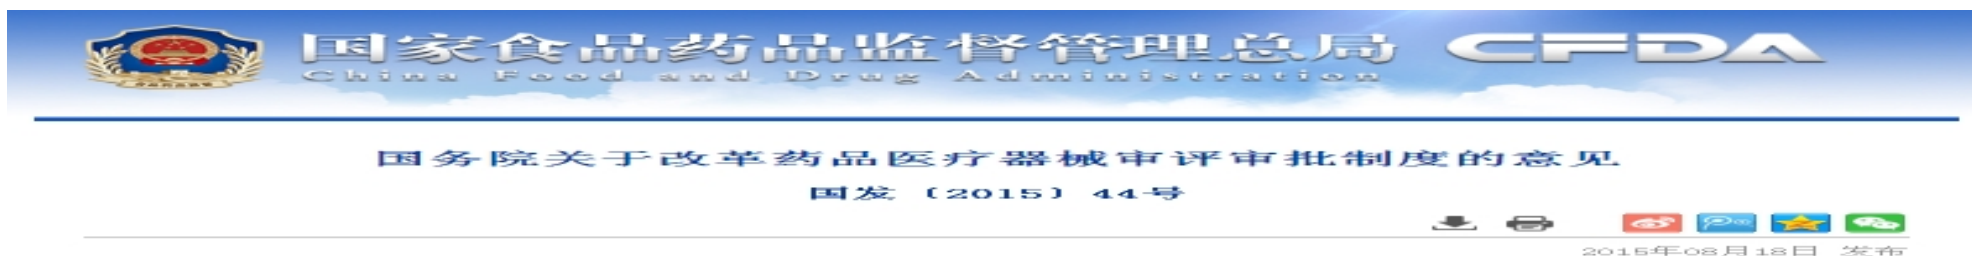 国家食品药品监督管理总局 CFDA
China Food and Drug Administration
国务院关于改革药品医疗器械审评审批制度的意见
国发〔2015〕44号
2015年08月18日 发布